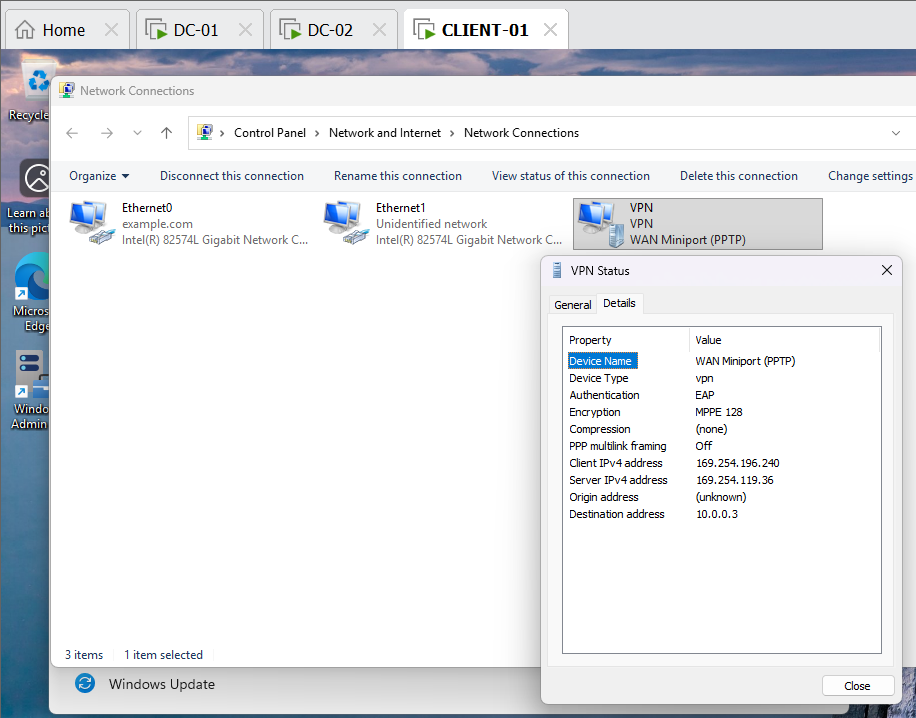 Home
DC-01
DC-02
CLIENT-01
Recycle
Network Connections
Control Panel > Network and Internet > Network Connections
Organize
Disconnect this connection
Rename this connection
View status of this connection
Delete this connection
Change settings
Ethernet0
example.com
Intel(R) 82574L Gigabit Network C...
Ethernet1
Unidentified network
Intel(R) 82574L Gigabit Network C...
VPN
VPN
WAN Miniport (PPTP)
Learn ab
this pict
Micros
Edge
Windo
Admin
VPN Status
General
Details
Property Value
Device Name WAN Miniport (PPTP)
Device Type vpn
Authentication EAP
Encryption MPPE 128
Compression (none)
PPP multilink framing Off
Client IPv4 address 169.254.196.240
Server IPv4 address 169.254.119.36
Origin address (unknown)
Destination address 10.0.0.3
Close
3 items
1 item selected
Windows Update